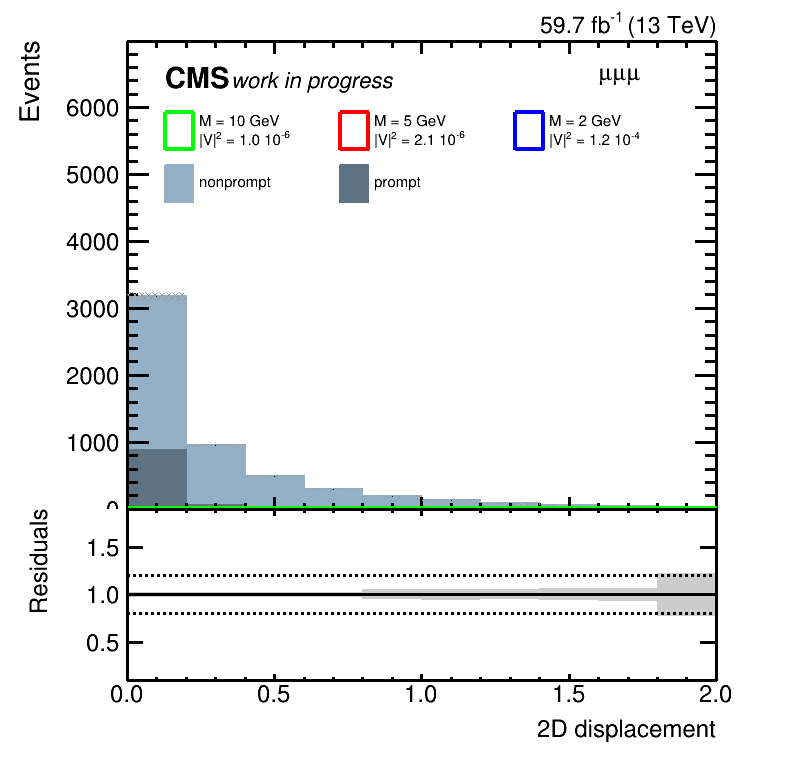 59.7 fb⁻¹ (13 TeV)
Events
CMS work in progress
μμμ
M = 10 GeV
|V|² = 1.0 10⁻⁶
M = 5 GeV
|V|² = 2.1 10⁻⁶
M = 2 GeV
|V|² = 1.2 10⁻⁴
nonprompt
prompt
6000
5000
4000
3000
2000
1000
0
Residuals
1.5
1.0
0.5
0.0 0.5 1.0 1.5 2.0
2D displacement